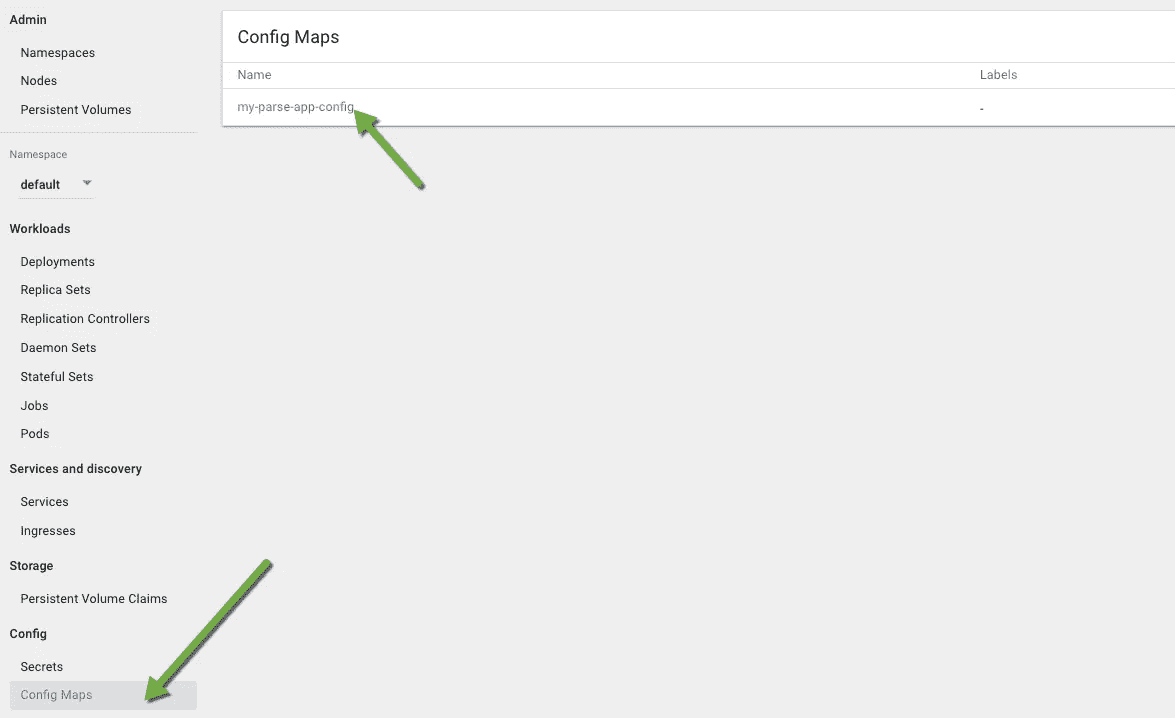 Admin
Namespaces
Nodes
Persistent Volumes
Namespace
default
Workloads
Deployments
Replica Sets
Replication Controllers
Daemon Sets
Stateful Sets
Jobs
Pods
Services and discovery
Services
Ingresses
Storage
Persistent Volume Claims
Config
Secrets
Config Maps
Config Maps
Name Labels
my-parse-app-config -